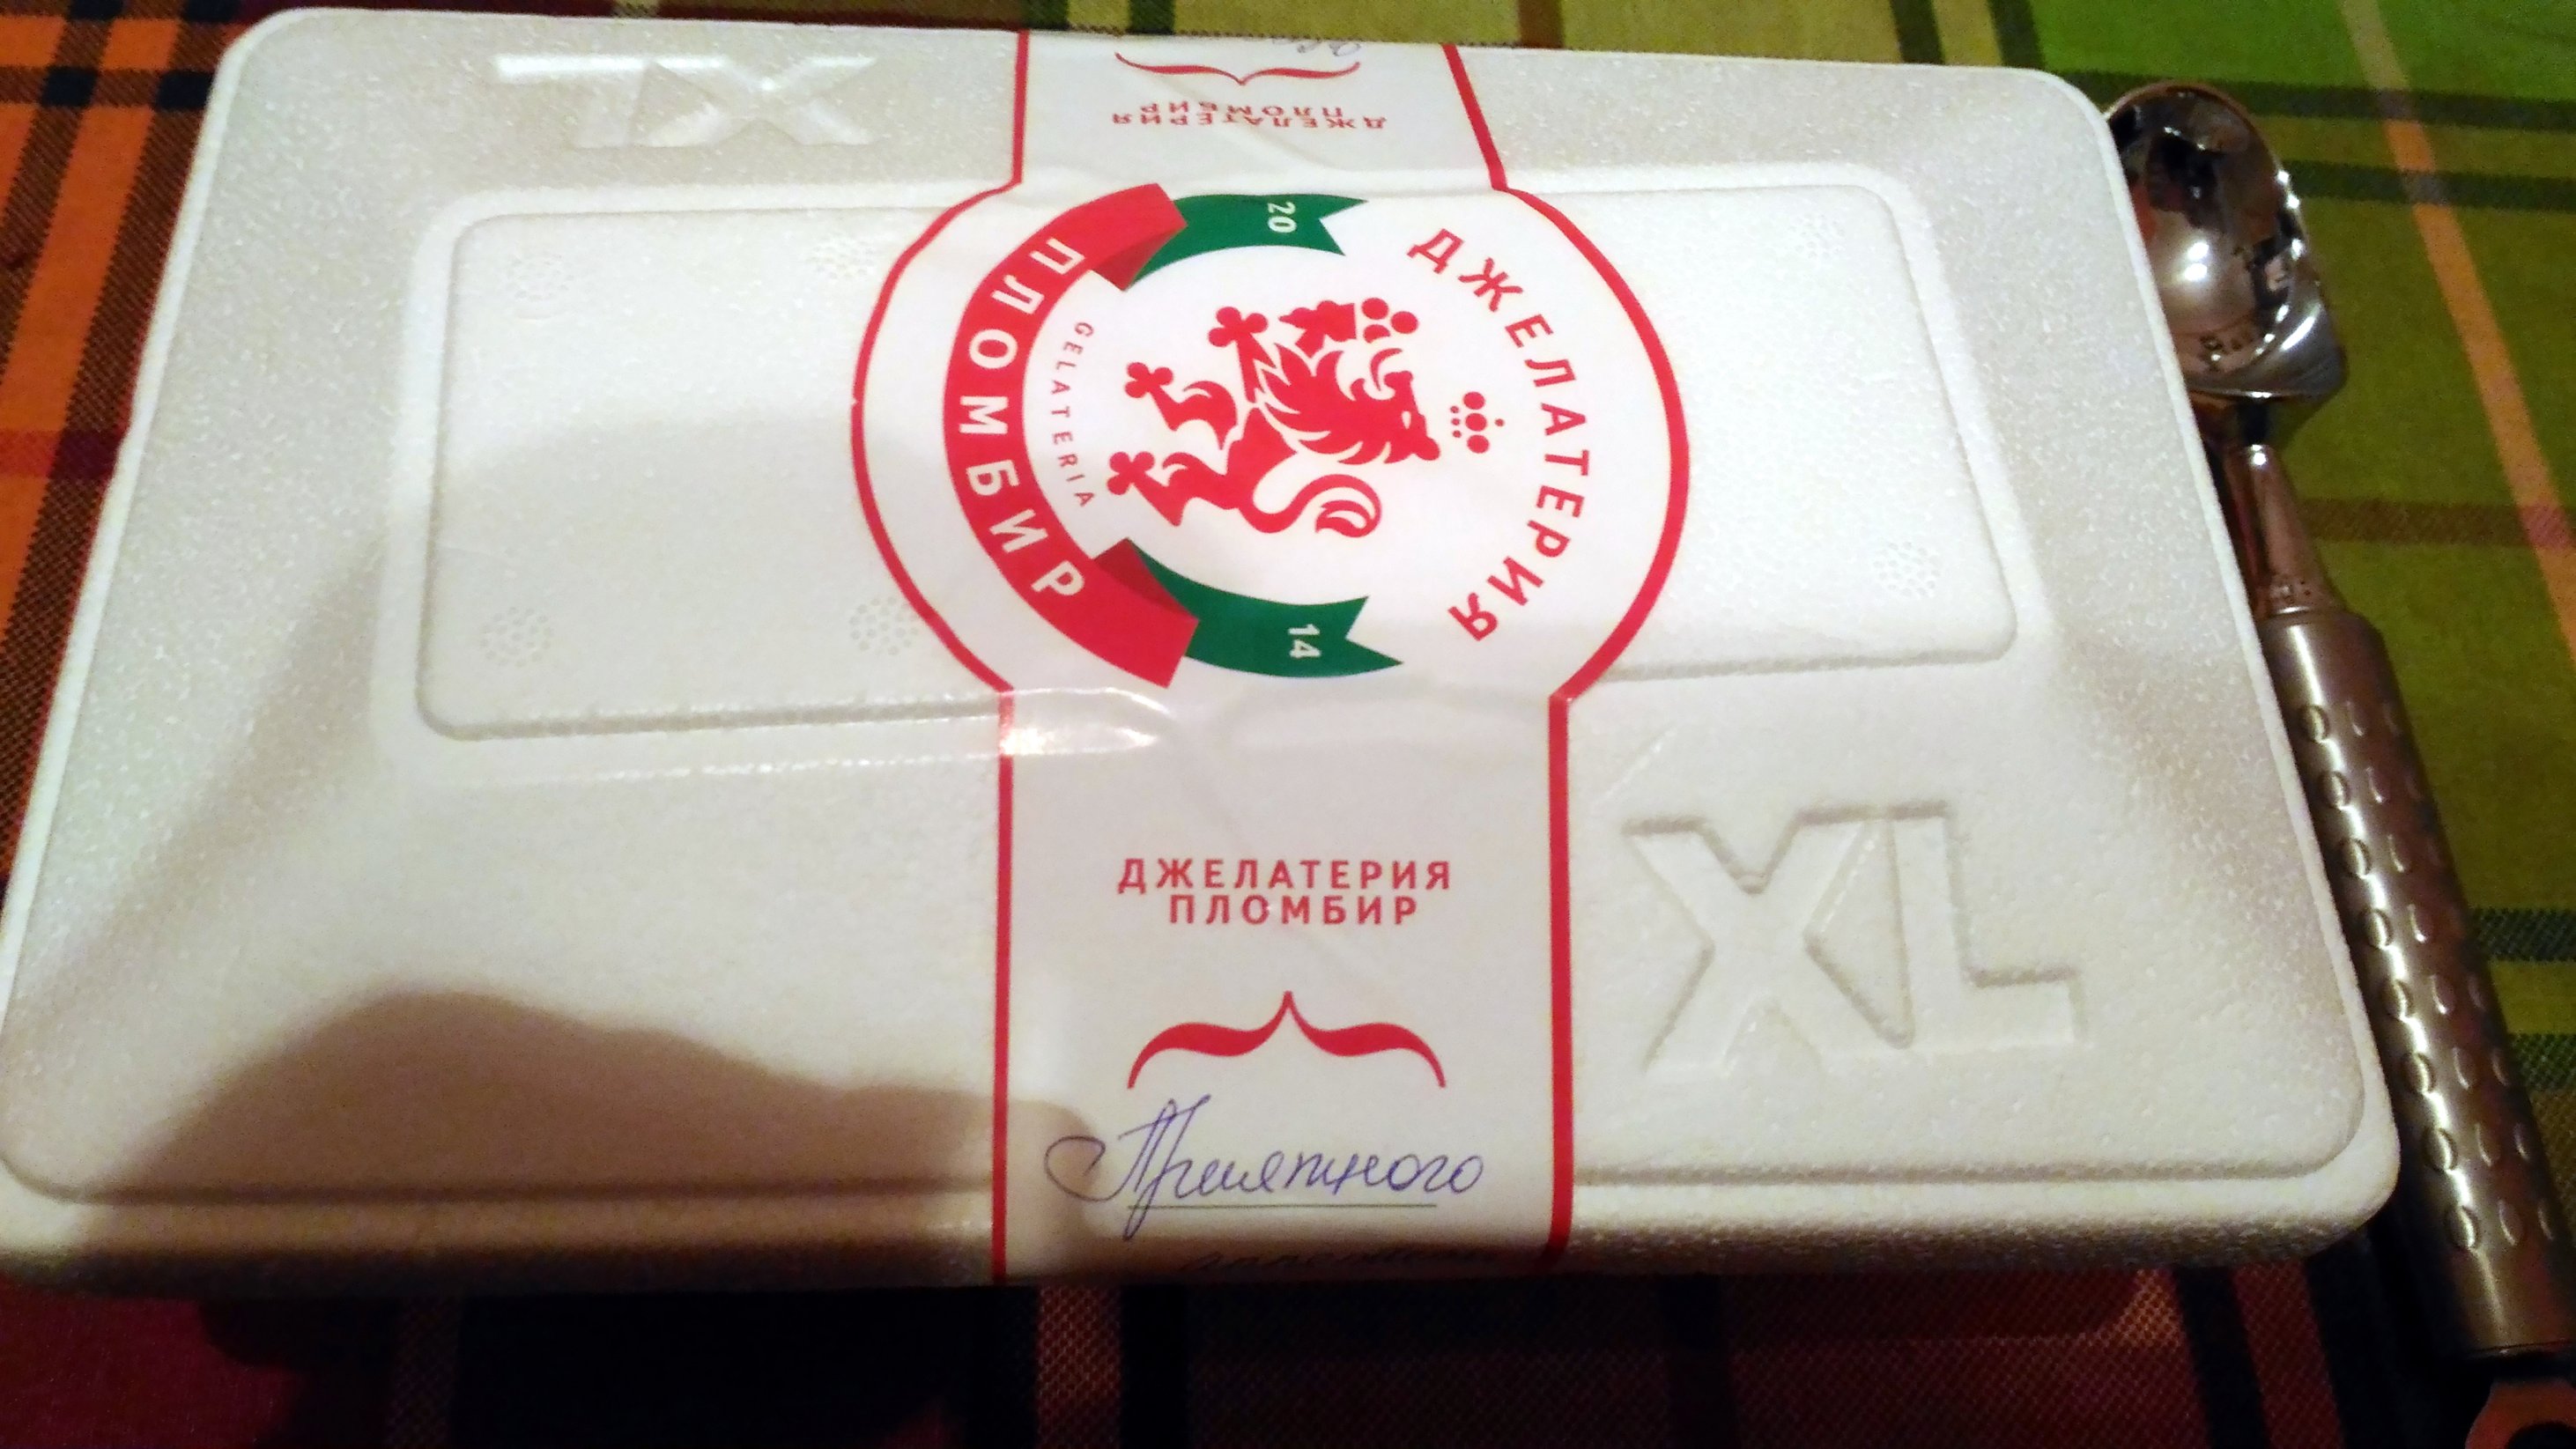 XL
ДЖЕЛАТЕРИЯ
ПЛОМБИР
20
ДЖЕЛАТЕРИЯ
ПЛОМБИР
GELATERIA
14
ДЖЕЛАТЕРИЯ
ПЛОМБИР
XL
Приятного